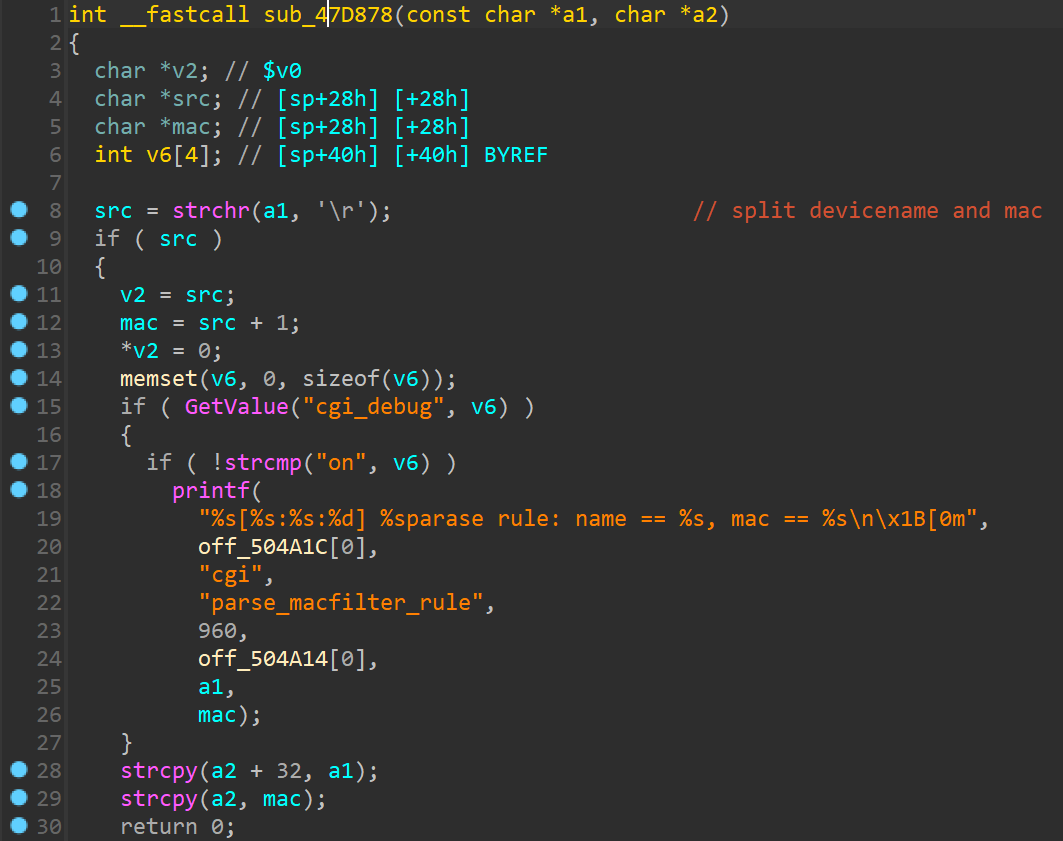 1 int __fastcall sub_47D878(const char *a1, char *a2)
2 {
3 char *v2; // $v0
4 char *src; // [sp+28h] [+28h]
5 char *mac; // [sp+28h] [+28h]
6 int v6[4]; // [sp+40h] [+40h] BYREF
7
8 src = strchr(a1, '\r'); // split devicename and mac
9 if ( src )
10 {
11 v2 = src;
12 mac = src + 1;
13 *v2 = 0;
14 memset(v6, 0, sizeof(v6));
15 if ( GetValue("cgi_debug", v6) )
16 {
17 if ( !strcmp("on", v6) )
18 printf(
19 "%s[%s:%s:%d] %sparase rule: name == %s, mac == %s\n\x1B[0m",
20 off_504A1C[0],
21 "cgi",
22 "parse_macfilter_rule",
23 960,
24 off_504A14[0],
25 a1,
26 mac);
27 }
28 strcpy(a2 + 32, a1);
29 strcpy(a2, mac);
30 return 0;